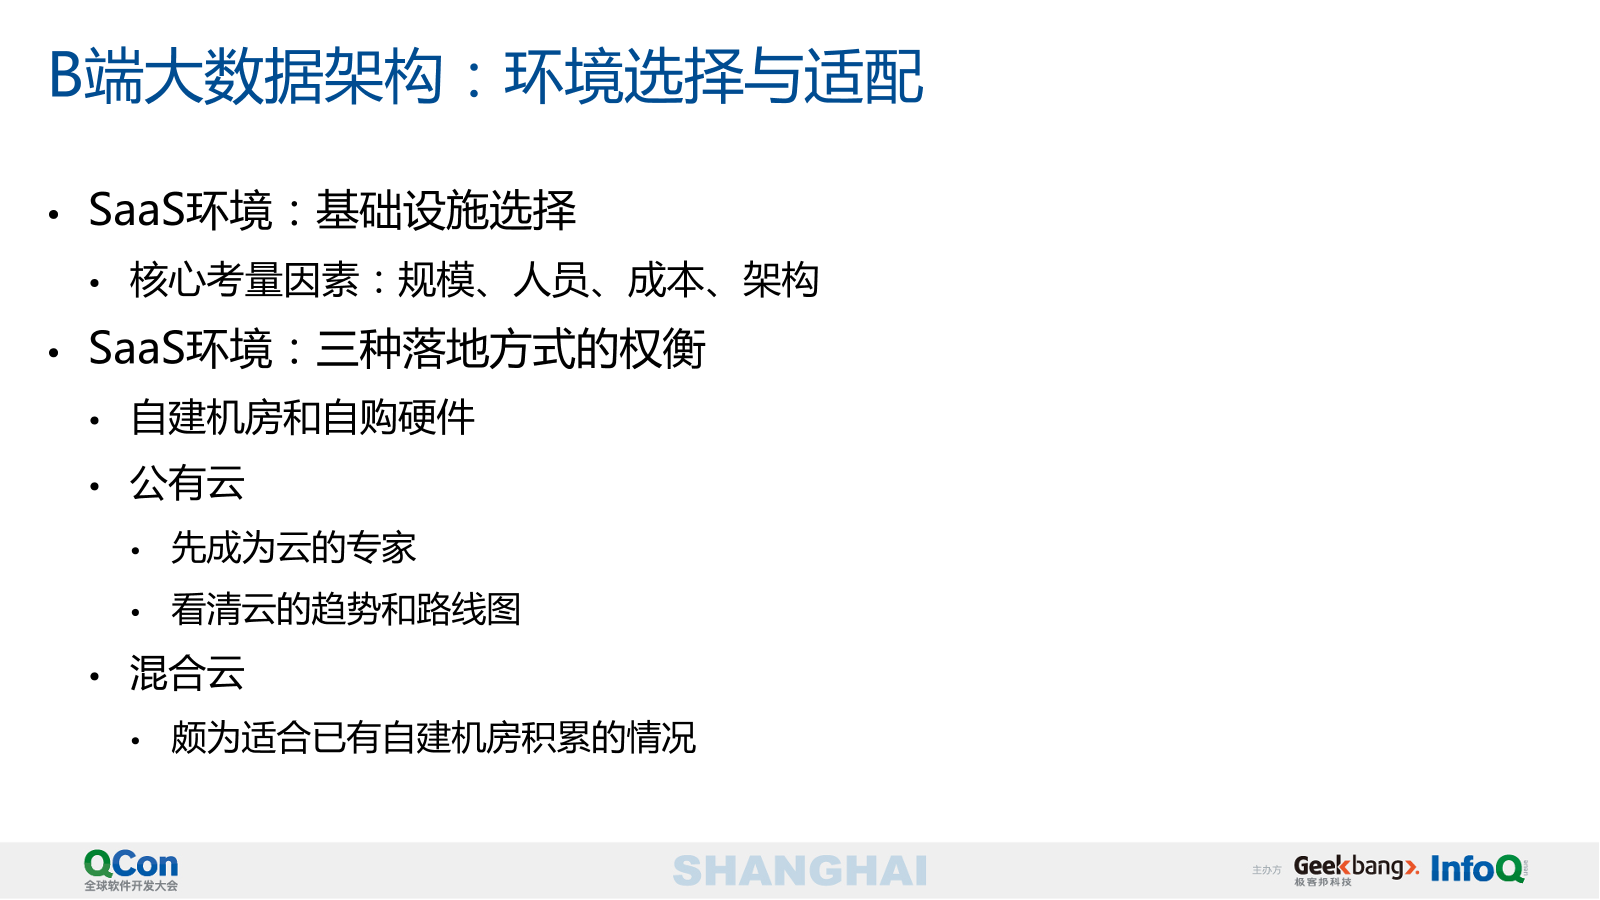 B端大数据架构：环境选择与适配
• SaaS环境：基础设施选择
• 核心考量因素：规模、人员、成本、架构
• SaaS环境：三种落地方式的权衡
• 自建机房和自购硬件
• 公有云
• 先成为云的专家
• 看清云的趋势和路线图
• 混合云
• 颇为适合已有自建机房积累的情况
QCon
全球软件开发大会
SHANGHAI
主办方
Geekbang
极客邦科技
InfoQ